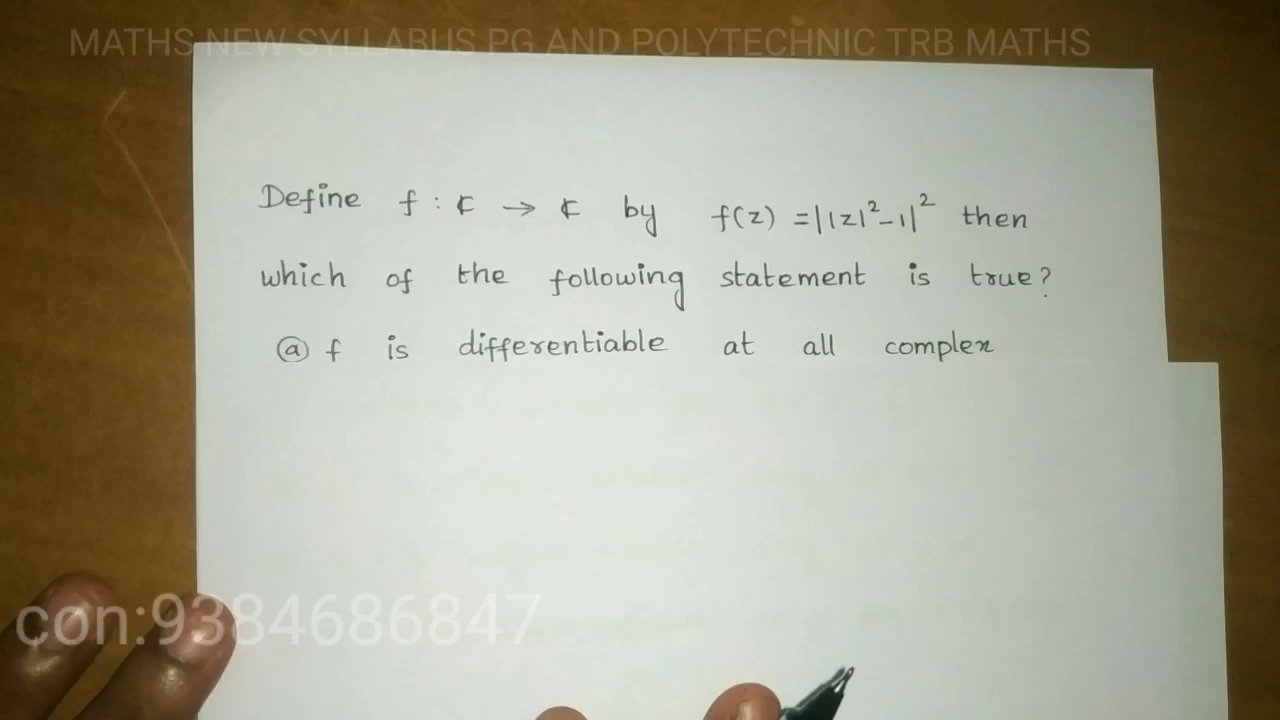 MATHS NEW SYLLABUS PG AND POLYTECHNIC TRB MATHS
Define f : ₵ → ₵ by f(z) = ||z|²-1|² then
which of the following statement is true?
ⓐ f is differentiable at all complex
con:9384686847